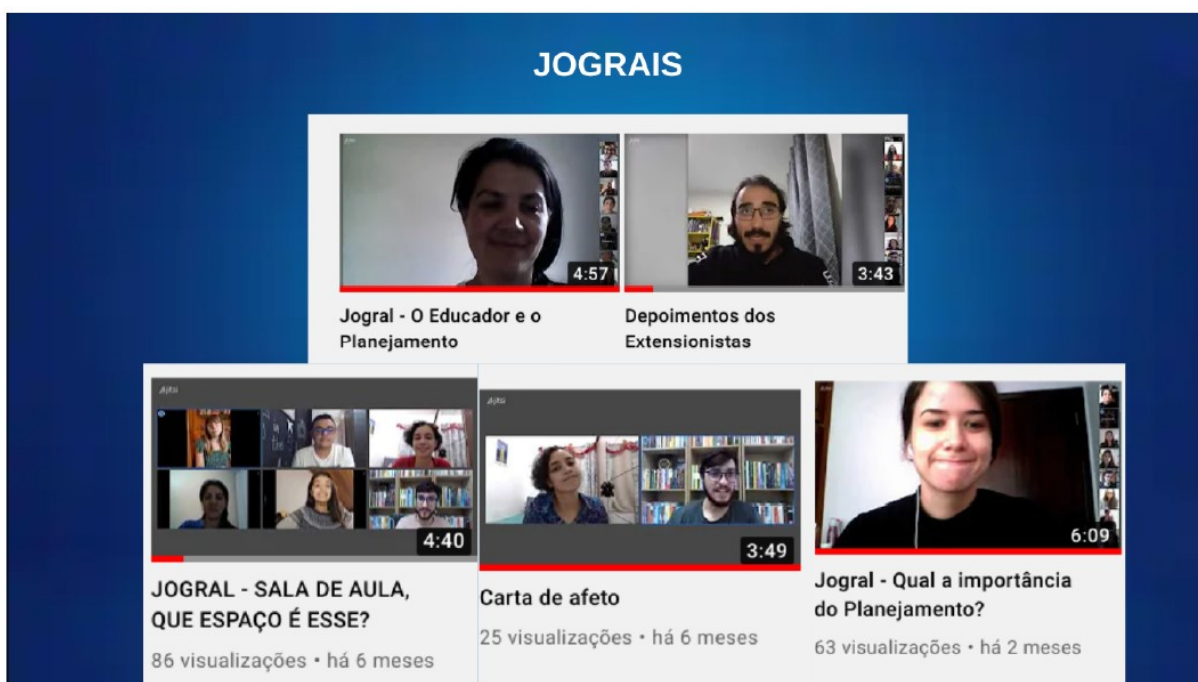 JOGRAIS
4:57
3:43
Jogral - O Educador e o
Planejamento
Depoimentos dos
Extensionistas
4:40
JOGRAL - SALA DE AULA,
QUE ESPAÇO É ESSE?
86 visualizações • há 6 meses
3:49
Carta de afeto
25 visualizações • há 6 meses
6:09
Jogral - Qual a importância
do Planejamento?
63 visualizações • há 2 meses